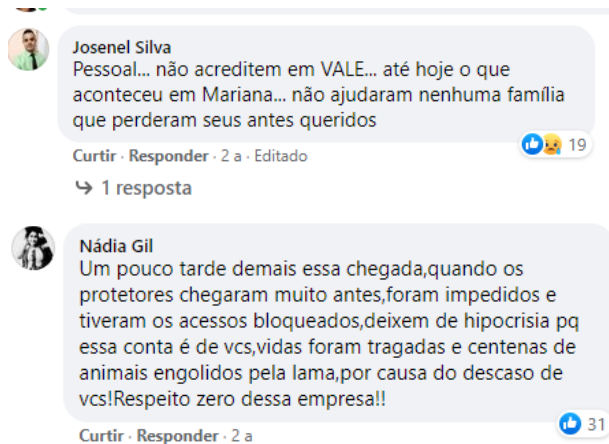 Josenel Silva
Pessoal... não acreditem em VALE... até hoje o que
aconteceu em Mariana... não ajudaram nenhuma família
que perderam seus antes queridos
19
Curtir · Responder · 2 a · Editado
1 resposta
Nádia Gil
Um pouco tarde demais essa chegada,quando os
protetores chegaram muito antes,foram impedidos e
tiveram os acessos bloqueados,deixem de hipocrisia pq
essa conta é de vcs,vidas foram tragadas e centenas de
animais engolidos pela lama,por causa do descaso de
vcs!Respeito zero dessa empresa!!
31
Curtir · Responder · 2 a